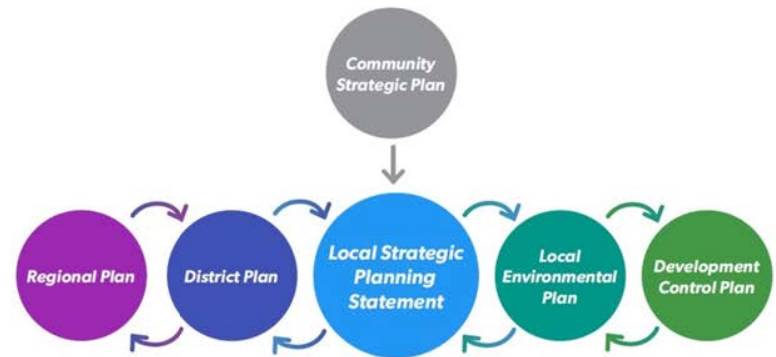 Community
Strategic Plan
Regional Plan
District Plan
Local Strategic
Planning
Statement
Local
Environmental
Plan
Development
Control Plan